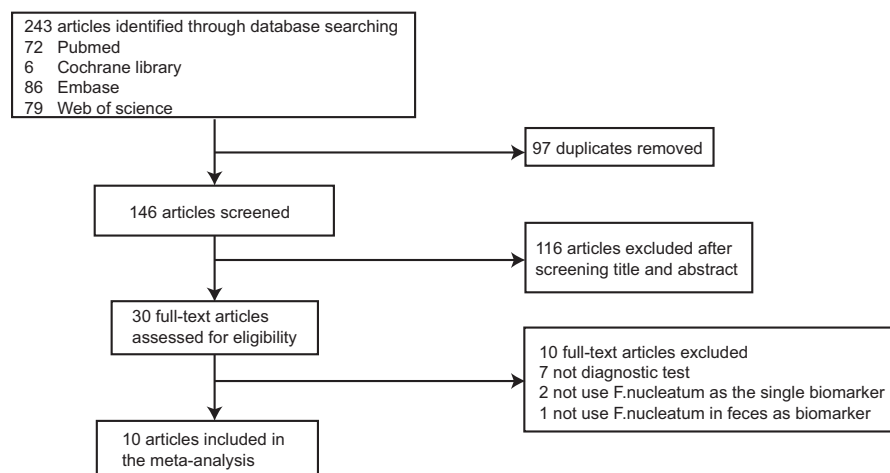 243 articles identified through database searching
72 Pubmed
6 Cochrane library
86 Embase
79 Web of science
97 duplicates removed
146 articles screened
116 articles excluded after
screening title and abstract
30 full-text articles
assessed for eligibility
10 full-text articles excluded
7 not diagnostic test
2 not use F.nucleatum as the single biomarker
1 not use F.nucleatum in feces as biomarker
10 articles included in
the meta-analysis